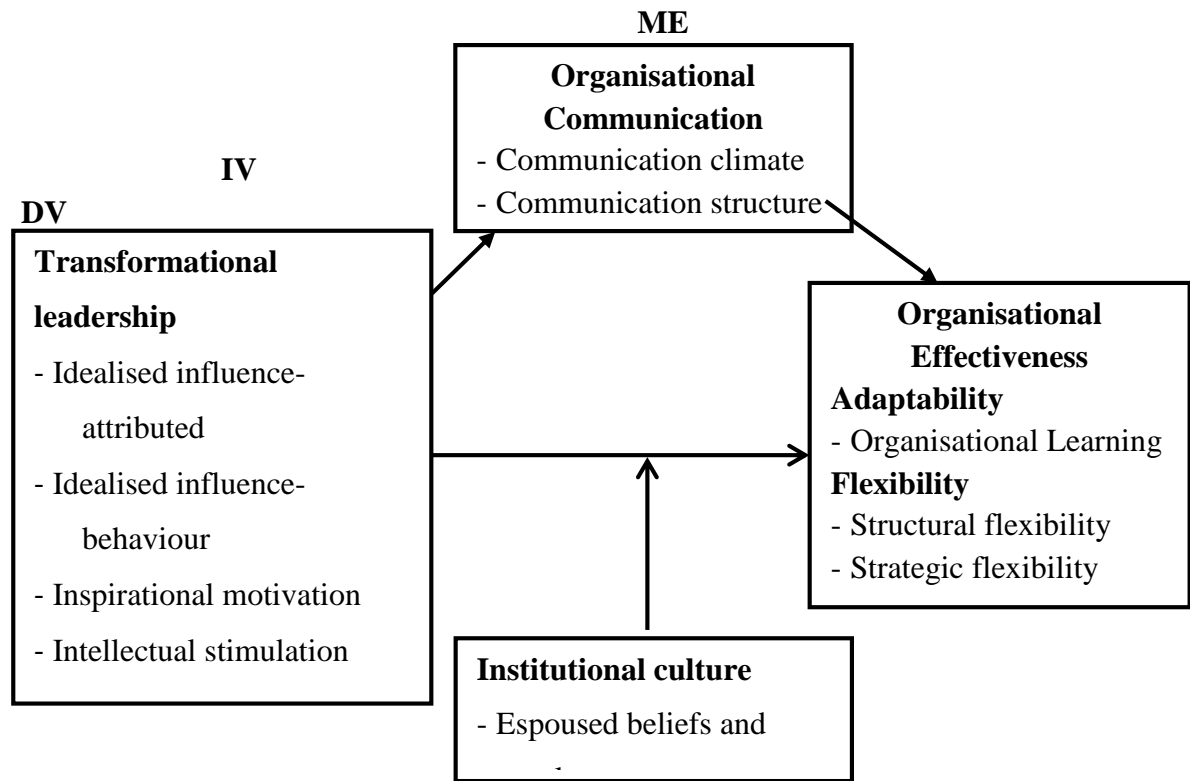 ME
Organisational
Communication
- Communication climate
- Communication structure
IV
DV
Transformational
leadership
- Idealised influence-
attributed
- Idealised influence-
behaviour
- Inspirational motivation
- Intellectual stimulation
Organisational
Effectiveness
Adaptability
- Organisational Learning
Flexibility
- Structural flexibility
- Strategic flexibility
Institutional culture
- Espoused beliefs and